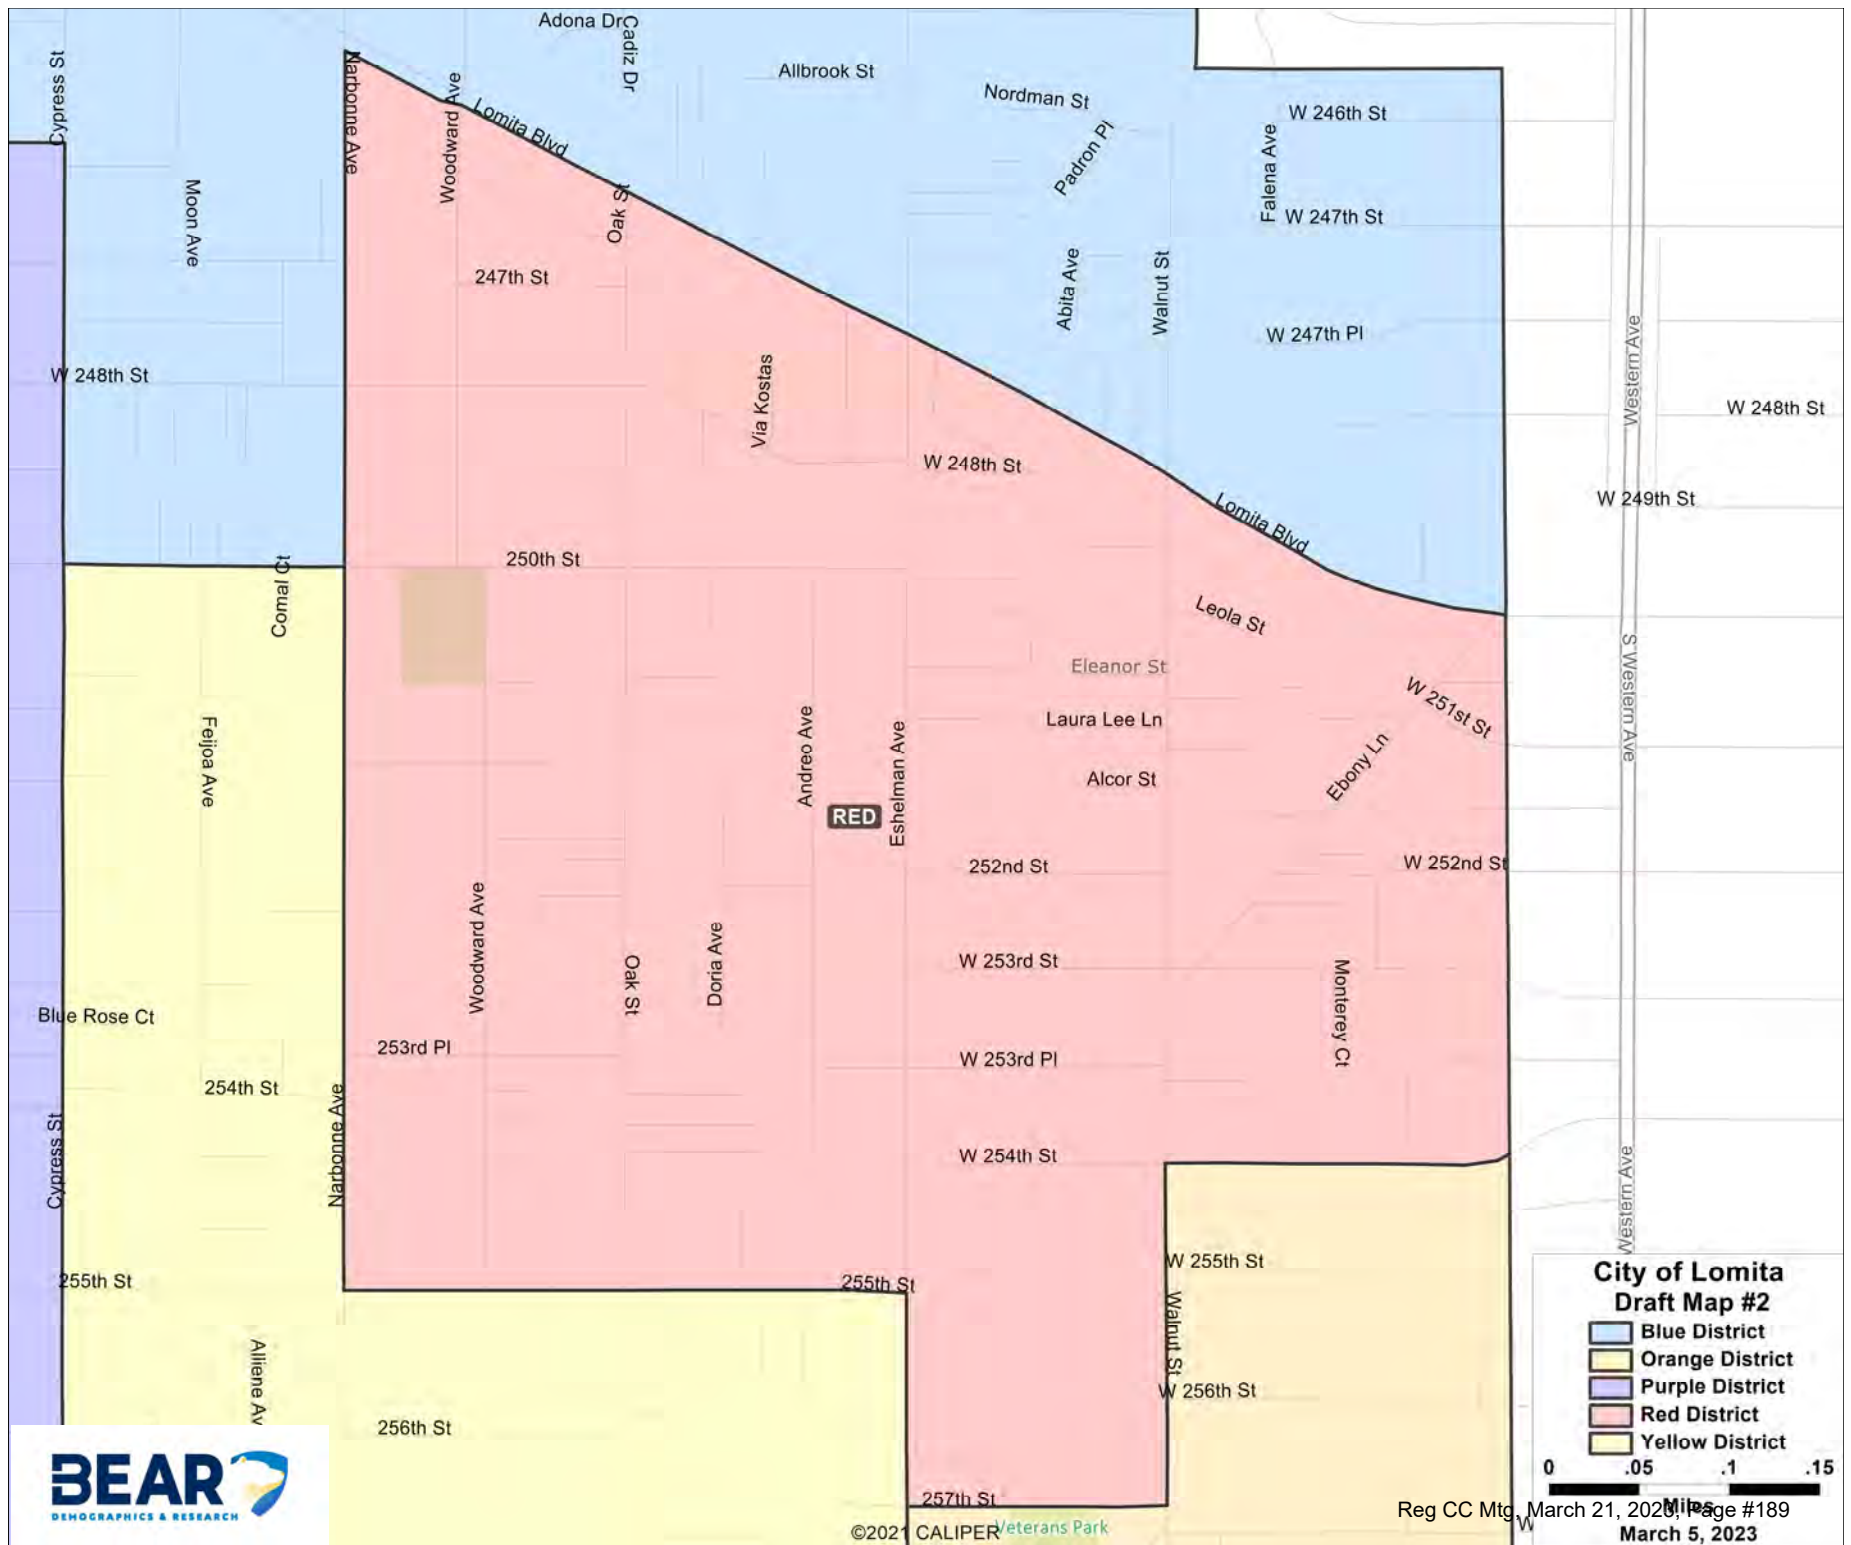 Adona Dr
Cadiz Dr
Cypress St
Narbonne Ave
Allbrook St
Woodward Ave
Lomita Blvd
Nordman St
W 246th St
Padron Pl
Falena Ave
Moon Ave
Oak St
W 247th St
247th St
Abita Ave
Walnut St
W 247th Pl
Western Ave
W 248th St
Via Kostas
W 248th St
W 248th St
Lomita Blvd
W 249th St
250th St
Comal Ct
Leola St
Eleanor St
S Western Ave
W 251st St
Feijoa Ave
Andreo Ave
Eshelman Ave
Laura Lee Ln
Ebony Ln
Alcor St
RED
252nd St
W 252nd St
Woodward Ave
Oak St
Doria Ave
W 253rd St
Monterey Ct
Blue Rose Ct
253rd Pl
W 253rd Pl
254th St
Narbonne Ave
Cypress St
W 254th St
Western Ave
255th St
255th St
W 255th St
Walnut St
Alliene Av
256th St
W 256th St
City of Lomita
Draft Map #2
Blue District
Orange District
Purple District
Red District
Yellow District
0 .05 .1 .15
Miles
March 5, 2023
BEAR
DEMOGRAPHICS & RESEARCH
257th St
Veterans Park
©2021 CALIPER
Reg CC Mtg, March 21, 2023, Page #189
W